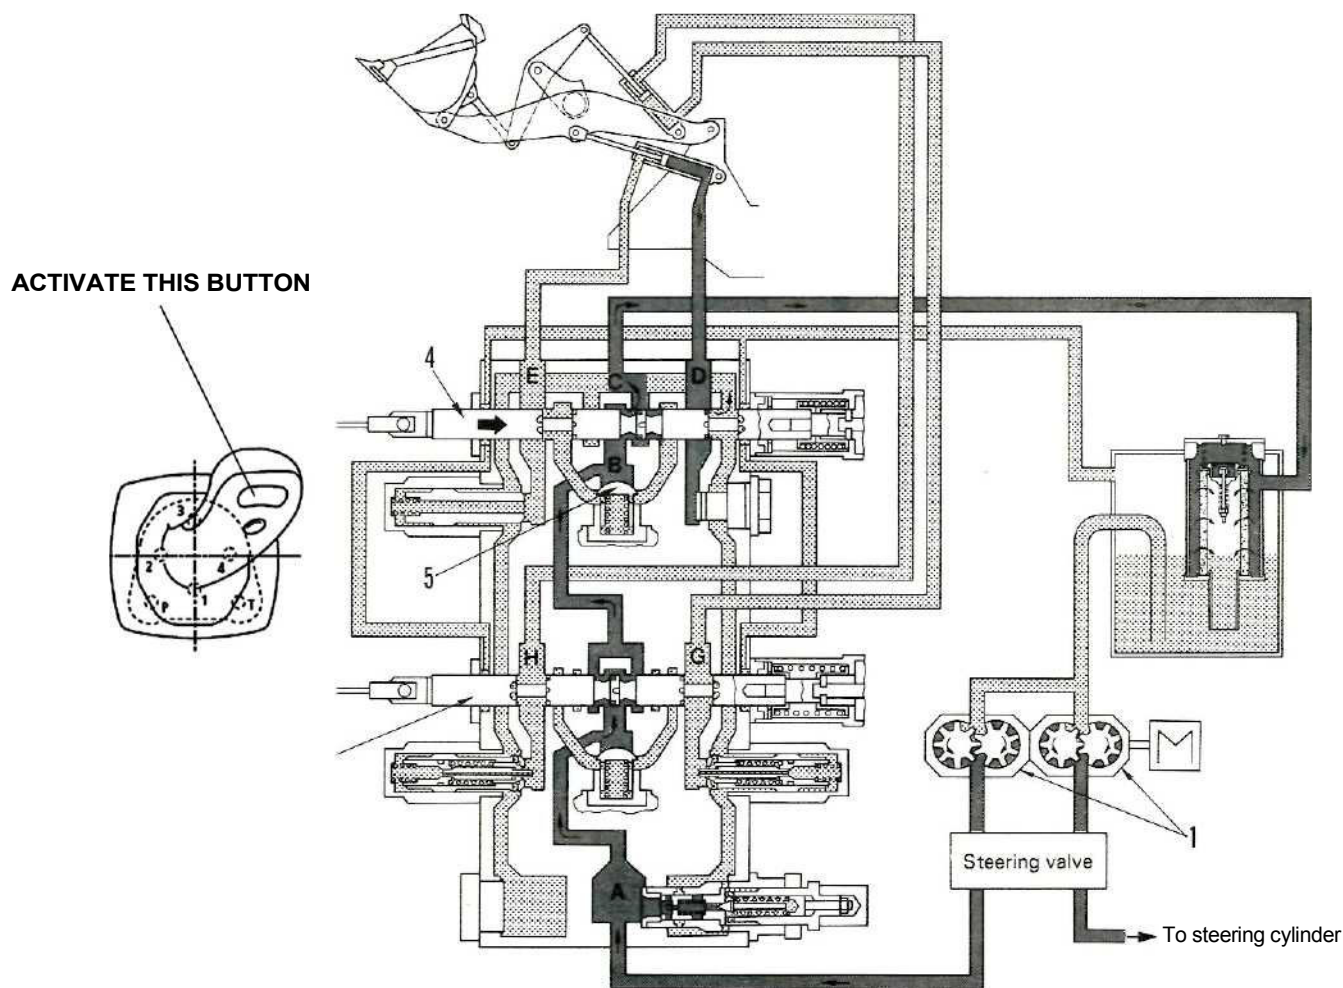 ACTIVATE THIS BUTTON
4
E
C
D
B
3
2
4
1
P
T
5
H
G
M
1
Steering valve
A
To steering cylinder